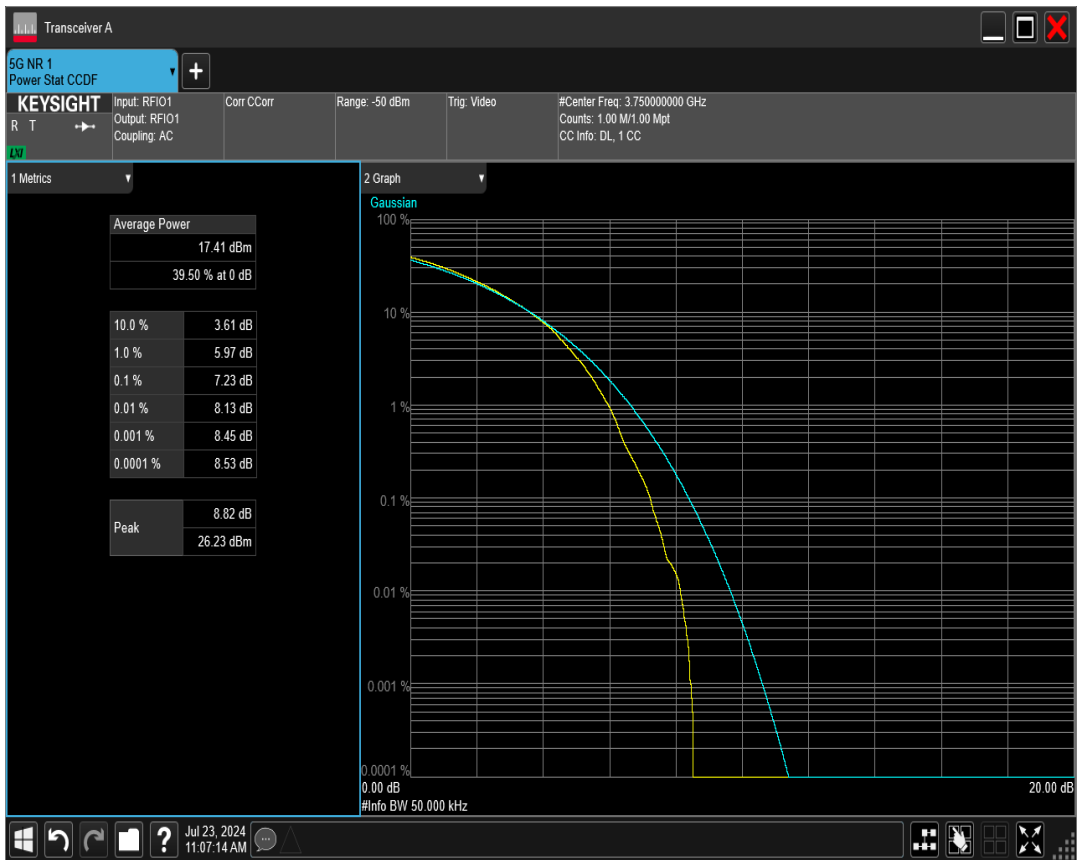 Transceiver A
5G NR 1
Power Stat CCDF
+
KEYSIGHT
R T
LXI
Input: RFIO1
Output: RFIO1
Coupling: AC
Corr CCorr
Range: -50 dBm
Trig: Video
#Center Freq: 3.750000000 GHz
Counts: 1.00 M/1.00 Mpt
CC Info: DL, 1 CC
1 Metrics
Average Power
17.41 dBm
39.50 % at 0 dB
10.0 % 3.61 dB
1.0 % 5.97 dB
0.1 % 7.23 dB
0.01 % 8.13 dB
0.001 % 8.45 dB
0.0001 % 8.53 dB
Peak
8.82 dB
26.23 dBm
2 Graph
Gaussian
100 %
10 %
1 %
0.1 %
0.01 %
0.001 %
0.0001 %
0.00 dB
20.00 dB
#Info BW 50.000 kHz
?
Jul 23, 2024
11:07:14 AM